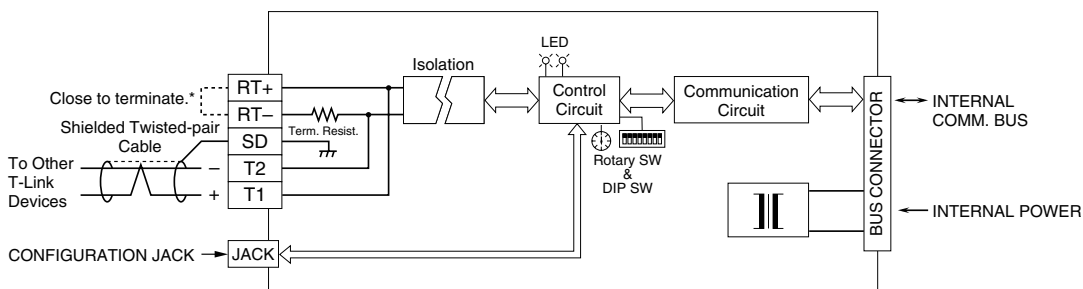 LED
Isolation
RT+
Close to terminate.*
RT−
Term. Resist.
Shielded Twisted-pair
Cable
SD
To Other
T-Link
Devices
−
T2
+
T1
Control
Circuit
Communication
Circuit
Rotary SW
&
DIP SW
BUS CONNECTOR
INTERNAL
COMM. BUS
INTERNAL POWER
CONFIGURATION JACK
JACK